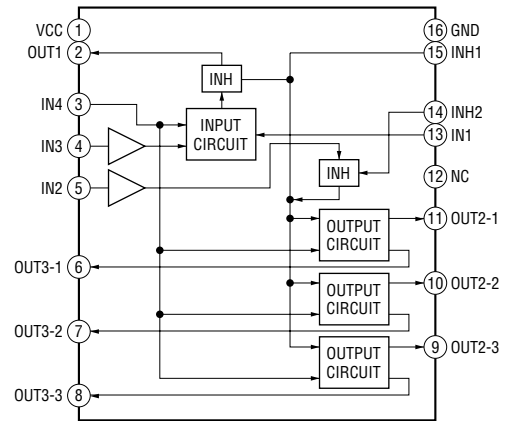 VCC 1
OUT1 2
IN4 3
IN3 4
IN2 5
OUT3-1 6
OUT3-2 7
OUT3-3 8
INH
INPUT
CIRCUIT
INH
OUTPUT
CIRCUIT
OUTPUT
CIRCUIT
OUTPUT
CIRCUIT
16 GND
15 INH1
14 INH2
13 IN1
12 NC
11 OUT2-1
10 OUT2-2
9 OUT2-3